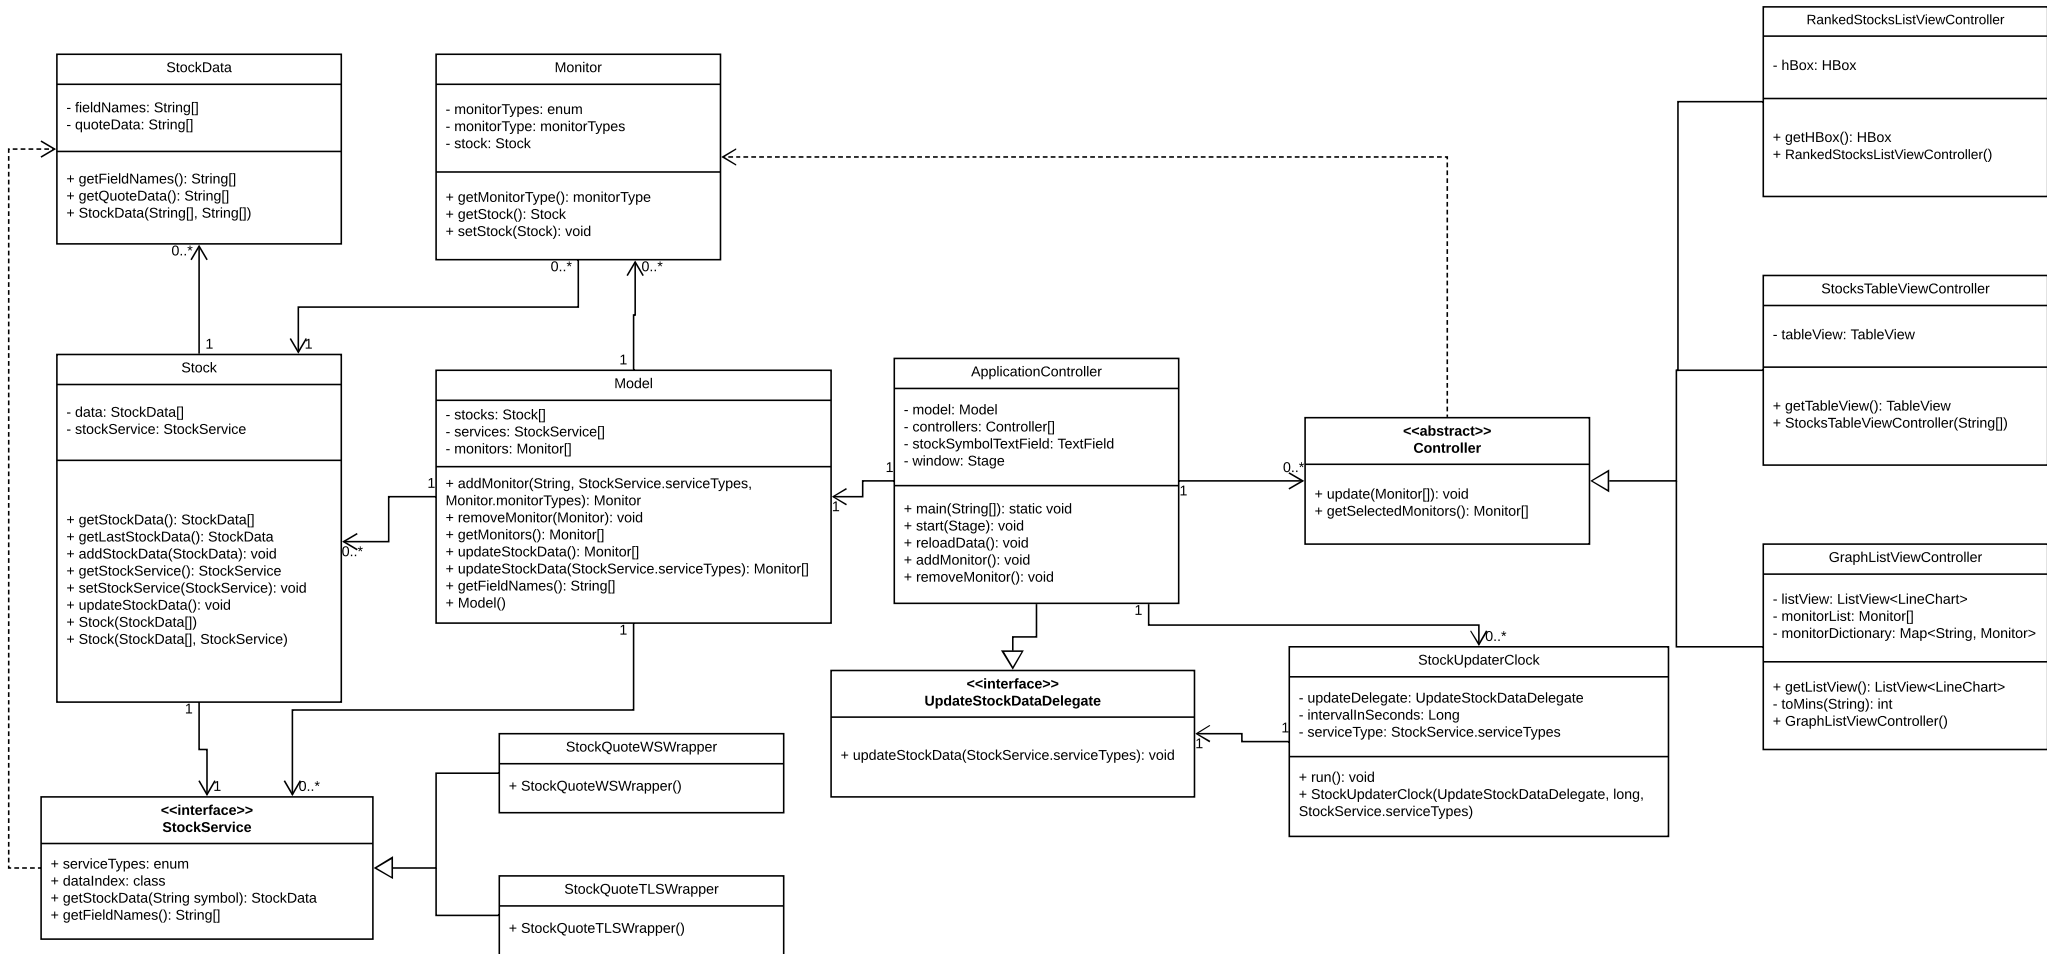 StockData
- fieldNames: String[]
- quoteData: String[]
+ getFieldNames(): String[]
+ getQuoteData(): String[]
+ StockData(String[], String[])
0..*
1
Monitor
- monitorTypes: enum
- monitorType: monitorTypes
- stock: Stock
+ getMonitorType(): monitorType
+ getStock(): Stock
+ setStock(Stock): void
0..*
0..*
1
1
Stock
- data: StockData[]
- stockService: StockService
+ getStockData(): StockData[]
+ getLastStockData(): StockData
+ addStockData(StockData): void
+ getStockService(): StockService
+ setStockService(StockService): void
+ updateStockData(): void
+ Stock(StockData[])
+ Stock(StockData[], StockService)
1
0..*
1
Model
- stocks: Stock[]
- services: StockService[]
- monitors: Monitor[]
+ addMonitor(String, StockService.serviceTypes,
Monitor.monitorTypes): Monitor
+ removeMonitor(Monitor): void
+ getMonitors(): Monitor[]
+ updateStockData(): Monitor[]
+ updateStockData(StockService.serviceTypes): Monitor[]
+ getFieldNames(): String[]
+ Model()
1
1
1
ApplicationController
- model: Model
- controllers: Controller[]
- stockSymbolTextField: TextField
- window: Stage
+ main(String[]): static void
+ start(Stage): void
+ reloadData(): void
+ addMonitor(): void
+ removeMonitor(): void
1
0..*
1
0..*
<<abstract>>
Controller
+ update(Monitor[]): void
+ getSelectedMonitors(): Monitor[]
RankedStocksListViewController
- hBox: HBox
+ getHBox(): HBox
+ RankedStocksListViewController()
StocksTableViewController
- tableView: TableView
+ getTableView(): TableView
+ StocksTableViewController(String[])
GraphListViewController
- listView: ListView<LineChart>
- monitorList: Monitor[]
- monitorDictionary: Map<String, Monitor>
+ getListView(): ListView<LineChart>
- toMins(String): int
+ GraphListViewController()
<<interface>>
UpdateStockDataDelegate
+ updateStockData(StockService.serviceTypes): void
1
1
StockUpdaterClock
- updateDelegate: UpdateStockDataDelegate
- intervalInSeconds: Long
- serviceType: StockService.serviceTypes
+ run(): void
+ StockUpdaterClock(UpdateStockDataDelegate, long,
StockService.serviceTypes)
1
0..*
<<interface>>
StockService
+ serviceTypes: enum
+ dataIndex: class
+ getStockData(String symbol): StockData
+ getFieldNames(): String[]
StockQuoteWSWrapper
+ StockQuoteWSWrapper()
StockQuoteTLSWrapper
+ StockQuoteTLSWrapper()